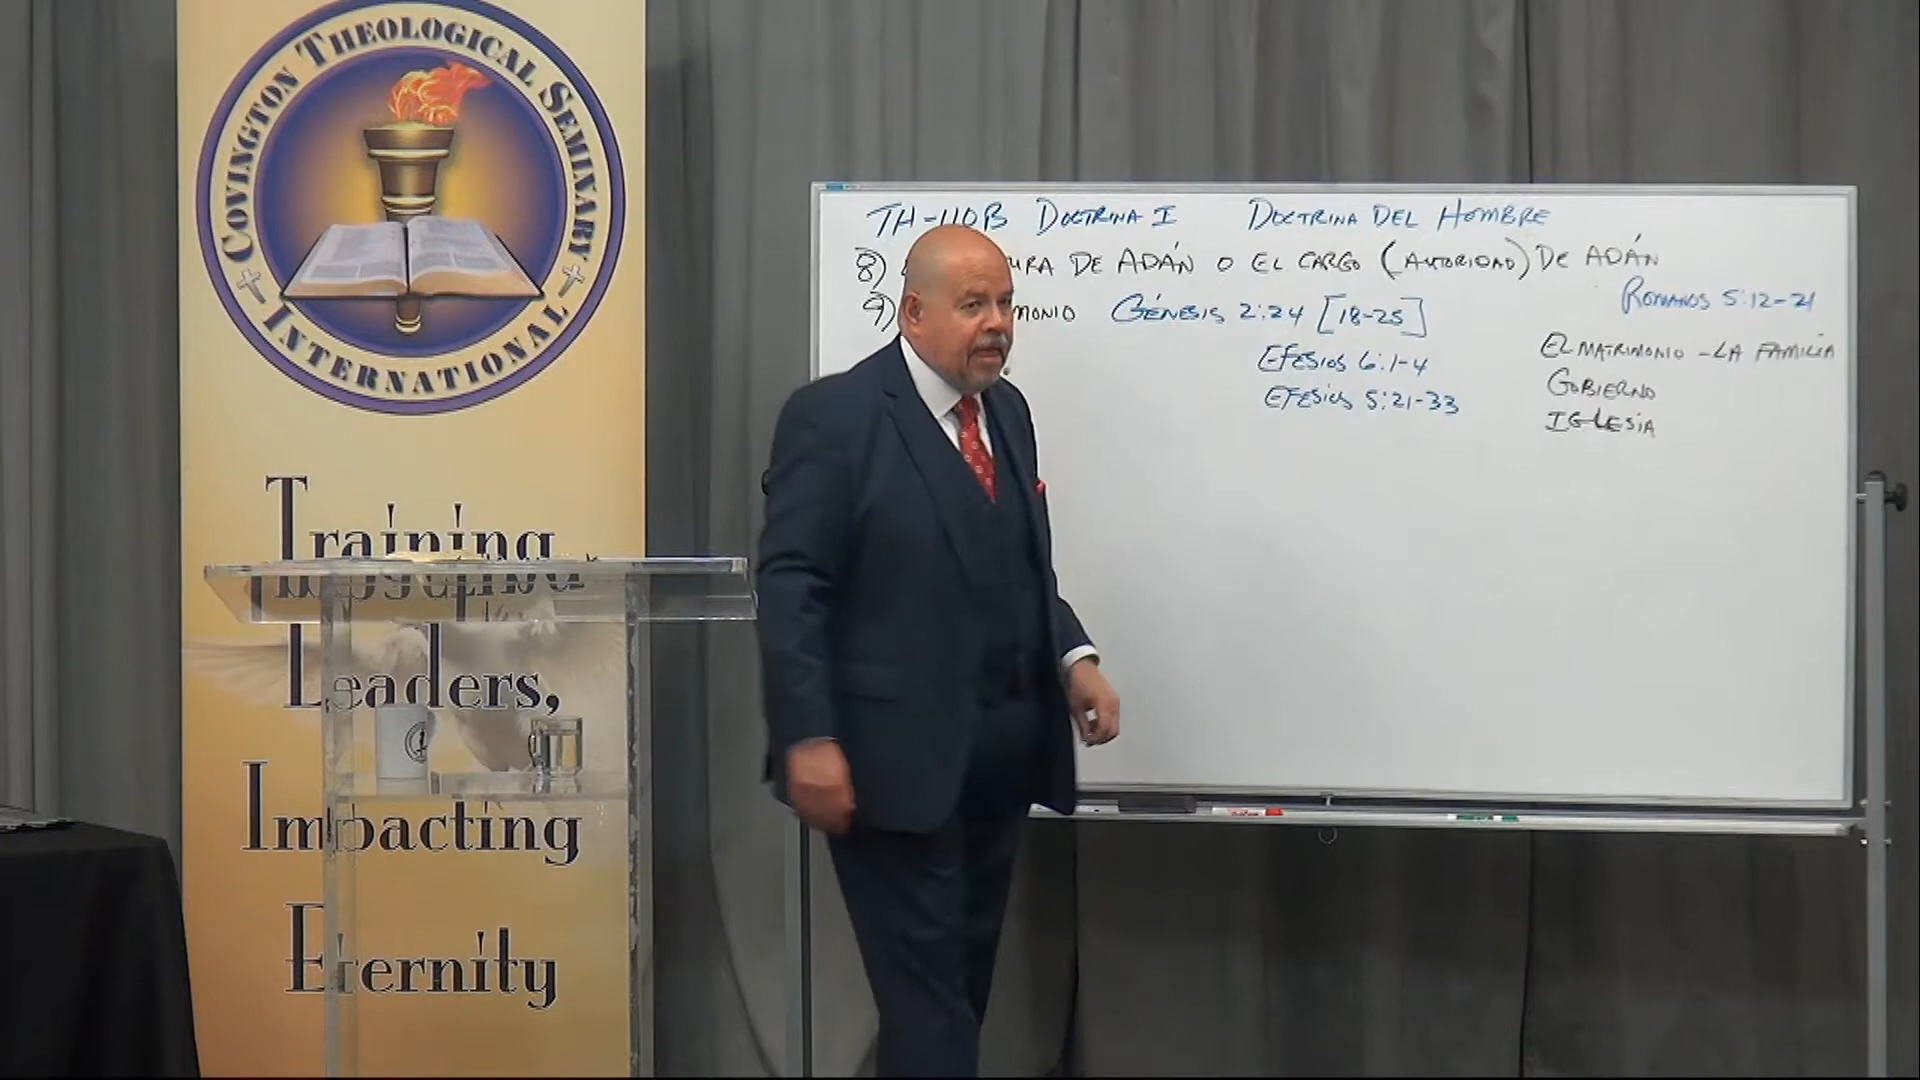 COVINGTON THEOLOGICAL SEMINARY
INTERNATIONAL
Training
Leaders,
Impacting
Eternity
TH-110B DOCTRINA I DOCTRINA DEL HOMBRE
8) URA DE ADÁN O EL CARGO (AUTORIDAD) DE ADÁN
ROMANOS 5:12-21
9) MONIO GÉNESIS 2:24 [18-25]
EL MATRIMONIO - LA FAMILIA
EFESIOS 6:1-4
GOBIERNO
EFESIOS 5:21-33
IGLESIA